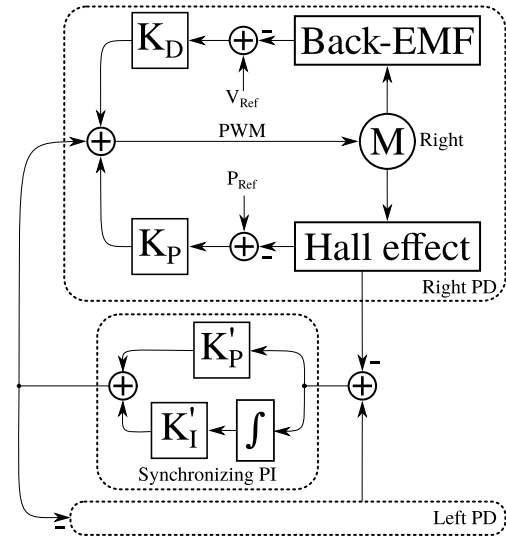 K_D
Back-EMF
V_Ref
PWM
M
Right
P_Ref
K_P
Hall effect
Right PD
K'_P
K'_I
∫
Synchronizing PI
Left PD